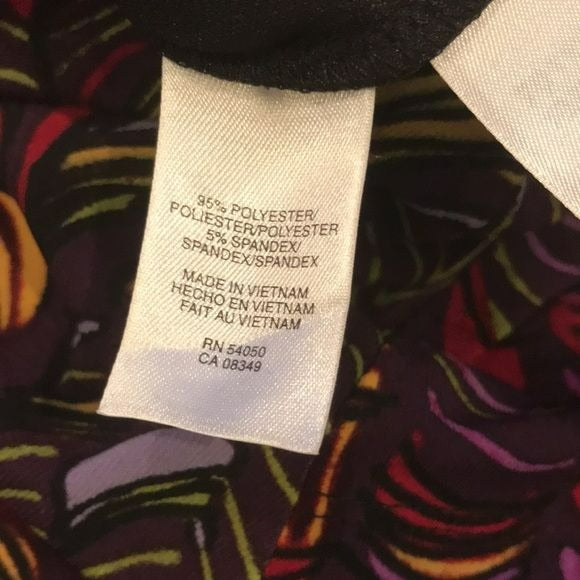 95% POLYESTER/
POLIESTER/POLYESTER
5% SPANDEX/
SPANDEX/SPANDEX
MADE IN VIETNAM
HECHO EN VIETNAM
FAIT AU VIETNAM
RN 54050
CA 08349